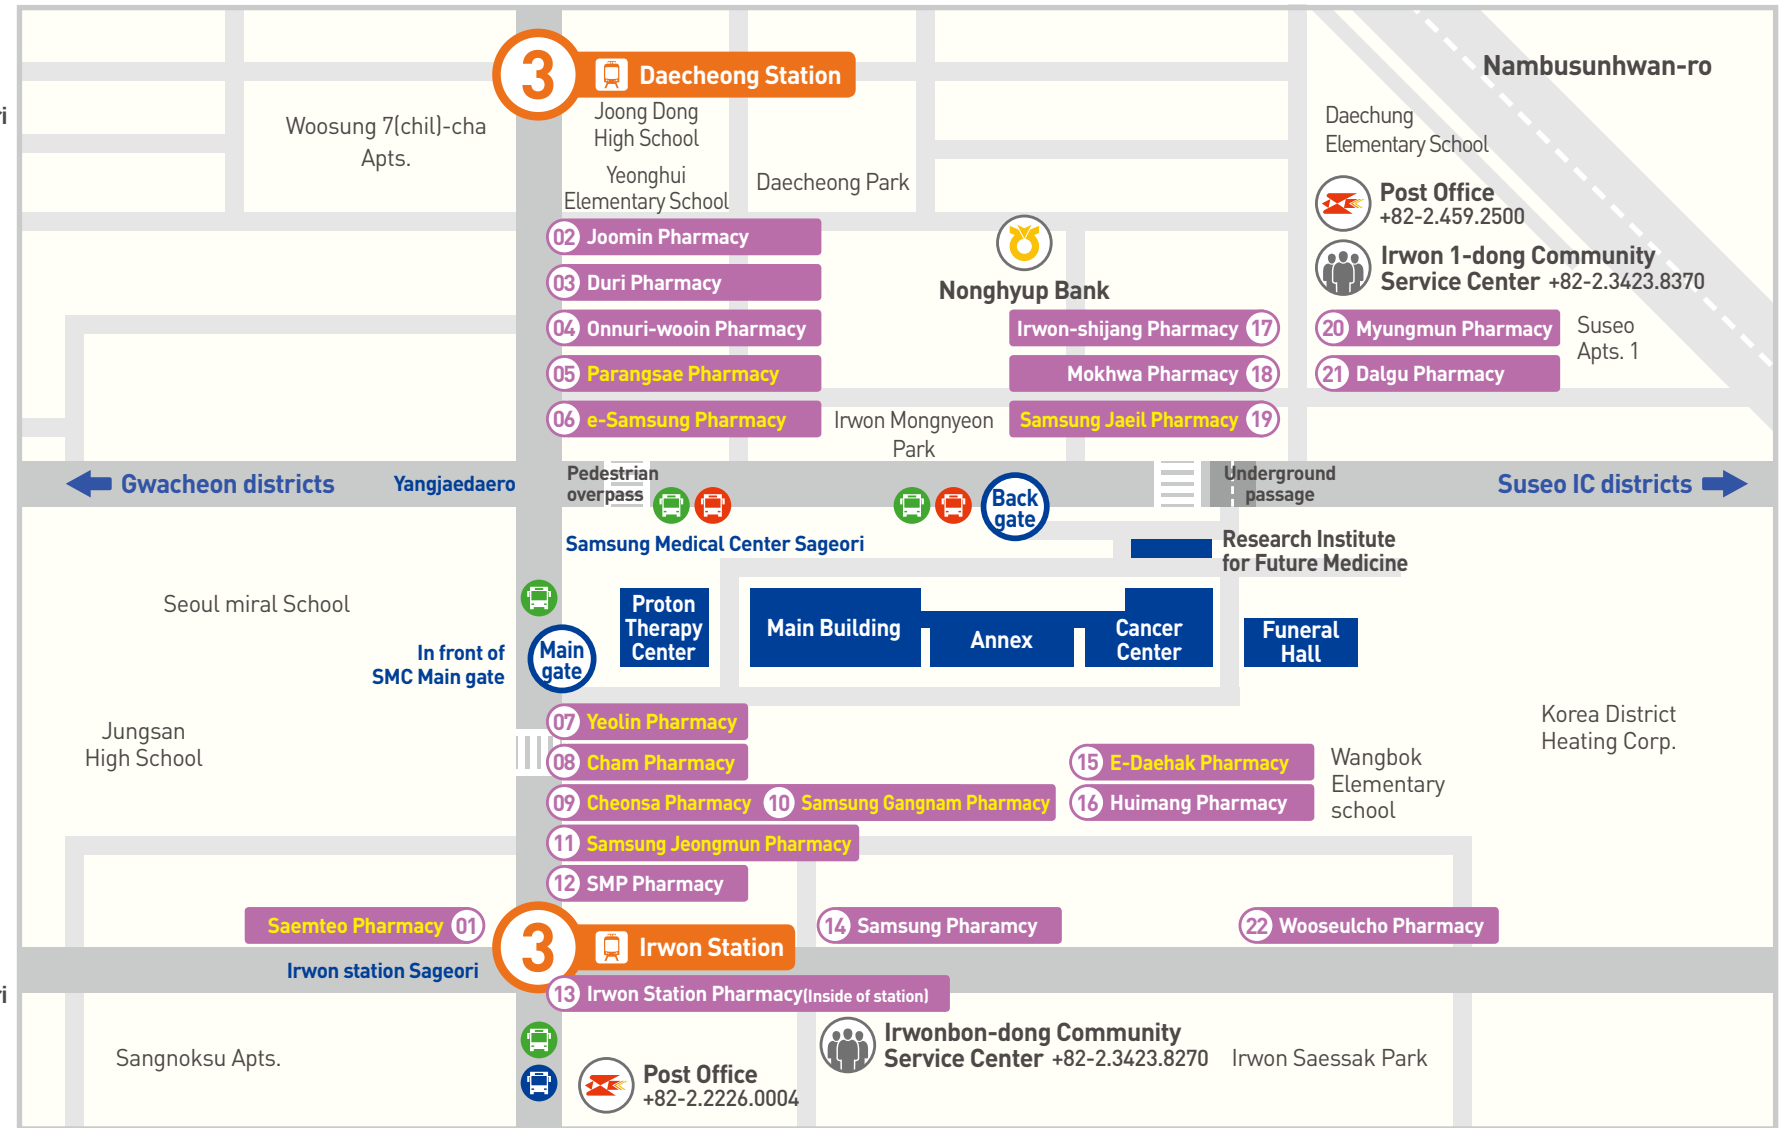 3 Daecheong Station
Nambusunhwan-ro
ri
Woosung 7(chil)-cha
Apts.
Joong Dong
High School
Yeonghui
Elementary School
Daecheong Park
Daechung
Elementary School
Post Office
+82-2.459.2500
Irwon 1-dong Community
Service Center +82-2.3423.8370
02 Joomin Pharmacy
03 Duri Pharmacy
04 Onnuri-wooin Pharmacy
05 Parangsae Pharmacy
06 e-Samsung Pharmacy
Nonghyup Bank
Irwon-shijang Pharmacy 17
Mokhwa Pharmacy 18
Samsung Jaeil Pharmacy 19
20 Myungmun Pharmacy
21 Dalgu Pharmacy
Suseo
Apts. 1
Irwon Mongnyeon
Park
Gwacheon districts
Yangjaedaero
Pedestrian
overpass
Back
gate
Underground
passage
Suseo IC districts
Samsung Medical Center Sageori
Research Institute
for Future Medicine
Seoul miral School
Proton
Therapy
Center
Main Building
Annex
Cancer
Center
Funeral
Hall
In front of
SMC Main gate
Main
gate
Jungsan
High School
07 Yeolin Pharmacy
08 Cham Pharmacy
09 Cheonsa Pharmacy
10 Samsung Gangnam Pharmacy
11 Samsung Jeongmun Pharmacy
12 SMP Pharmacy
15 E-Daehak Pharmacy
16 Huimang Pharmacy
Wangbok
Elementary
school
Korea District
Heating Corp.
Saemteo Pharmacy 01
3 Irwon Station
14 Samsung Pharamcy
22 Wooseulcho Pharmacy
Irwon station Sageori
ri
13 Irwon Station Pharmacy(Inside of station)
Sangnoksu Apts.
Post Office
+82-2.2226.0004
Irwonbon-dong Community
Service Center +82-2.3423.8270
Irwon Saessak Park